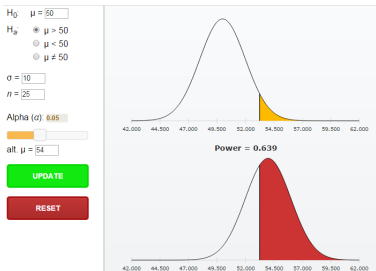 H₀: μ = 50
Hₐ: μ > 50
μ < 50
μ ≠ 50
σ = 10
n = 25
Alpha (α): 0.05
alt. μ = 54
UPDATE
RESET
42.000 44.500 47.000 49.500 52.000 54.500 57.000 59.500 62.000
Power = 0.639
42.000 44.500 47.000 49.500 52.000 54.500 57.000 59.500 62.000